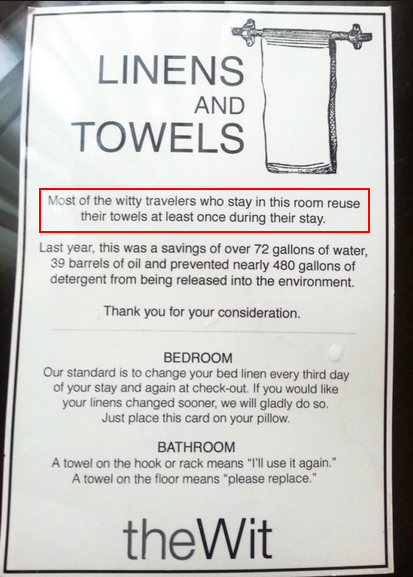 LINENS
AND
TOWELS
Most of the witty travelers who stay in this room reuse
their towels at least once during their stay.
Last year, this was a savings of over 72 gallons of water,
39 barrels of oil and prevented nearly 480 gallons of
detergent from being released into the environment.
Thank you for your consideration.
BEDROOM
Our standard is to change your bed linen every third day
of your stay and again at check-out. If you would like
your linens changed sooner, we will gladly do so.
Just place this card on your pillow.
BATHROOM
A towel on the hook or rack means “I’ll use it again.”
A towel on the floor means “please replace.”
theWit